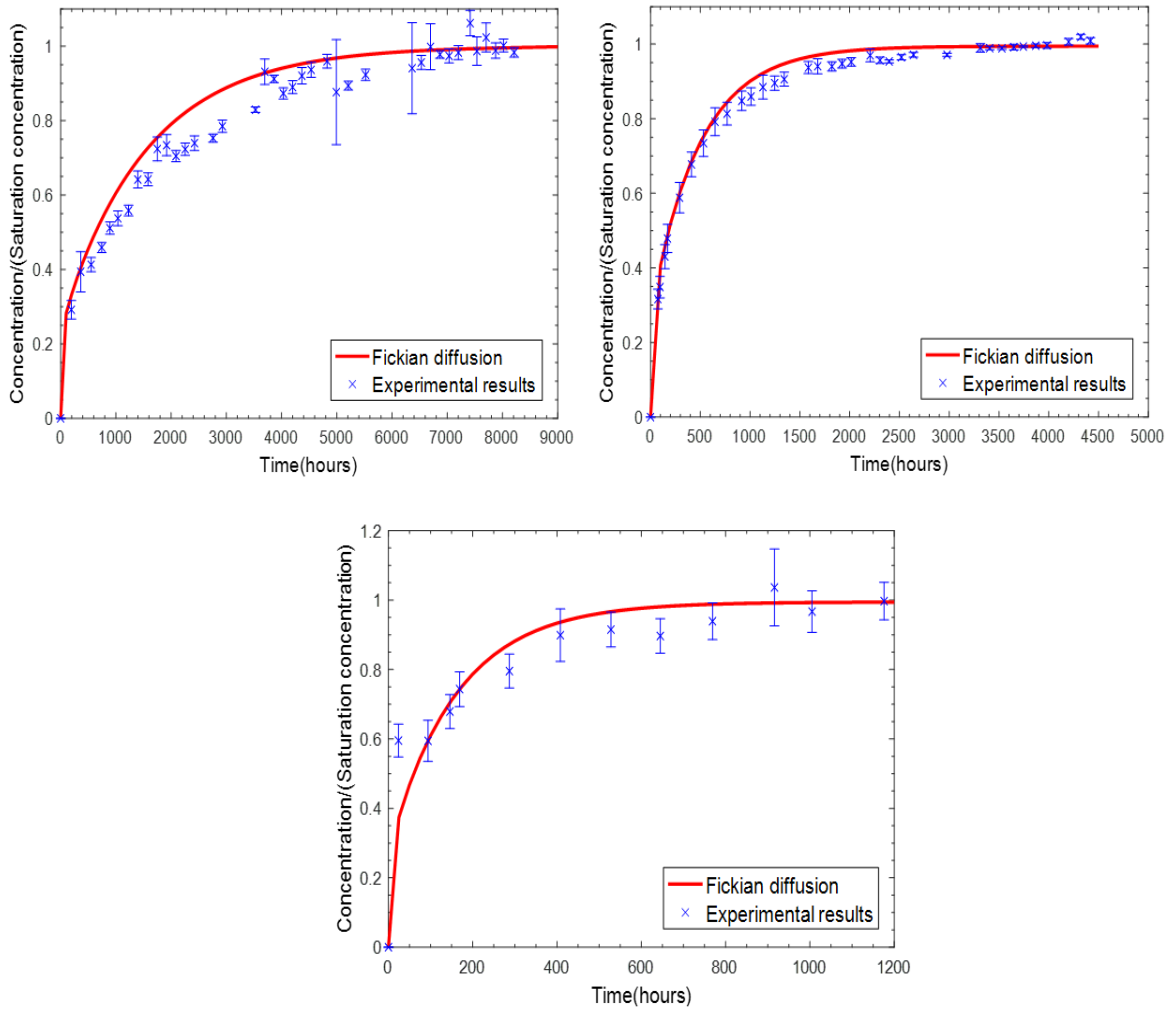 Concentration/(Saturation concentration)
1
0.8
0.6
0.4
0.2
0
0 1000 2000 3000 4000 5000 6000 7000 8000 9000
Time(hours)
Fickian diffusion
Experimental results
Concentration/(Saturation concentration)
1
0.8
0.6
0.4
0.2
0
0 500 1000 1500 2000 2500 3000 3500 4000 4500 5000
Time(hours)
Fickian diffusion
Experimental results
Concentration/(Saturation concentration)
1.2
1
0.8
0.6
0.4
0.2
0
0 200 400 600 800 1000 1200
Time(hours)
Fickian diffusion
Experimental results